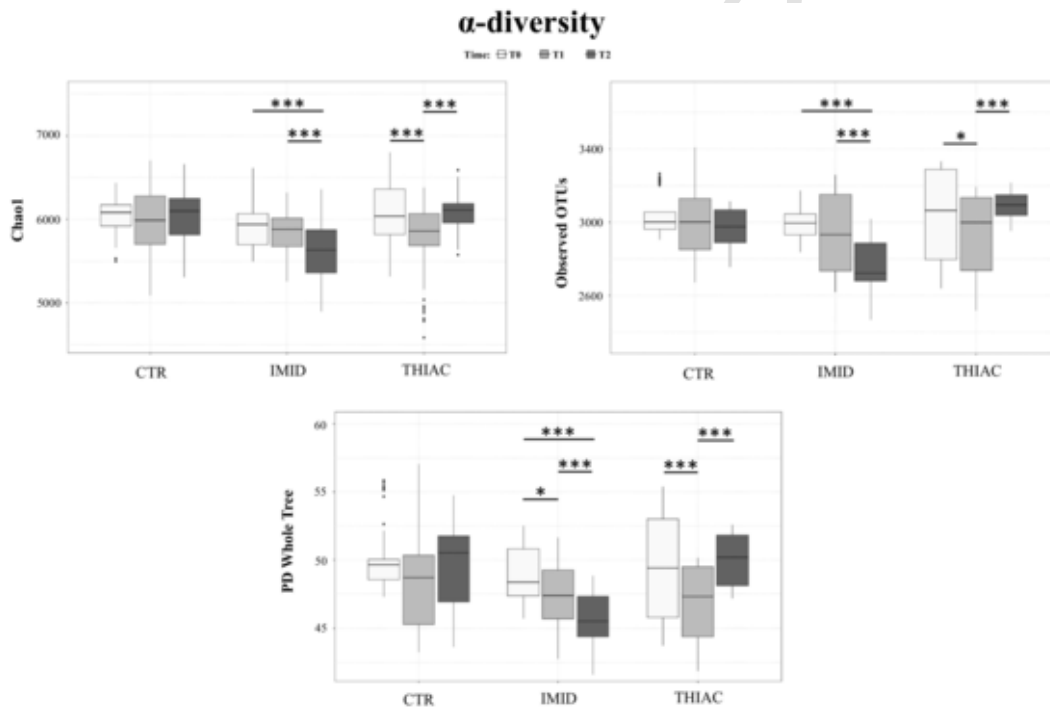 α-diversity
Time: T0 T1 T2
Chao1
7000
6000
5000
*** 
***
***
***
CTR IMID THIAC
Observed OTUs
3400
3000
2600
***
***
***
*
CTR IMID THIAC
PD Whole Tree
60
55
50
45
***
***
***
***
*
CTR IMID THIAC